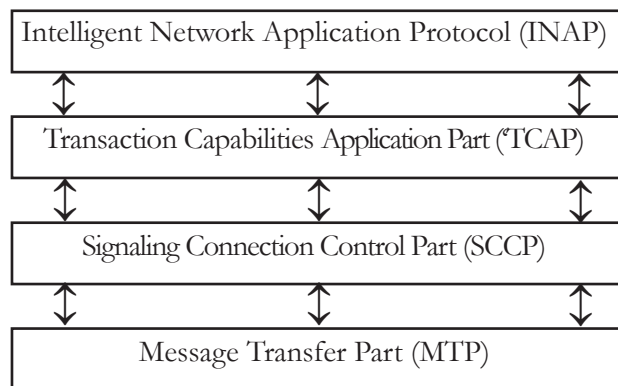 Intelligent Network Application Protocol (INAP)
Transaction Capabilities Application Part (‘TCAP)
Signaling Connection Control Part (SCCP)
Message Transfer Part (MTP)